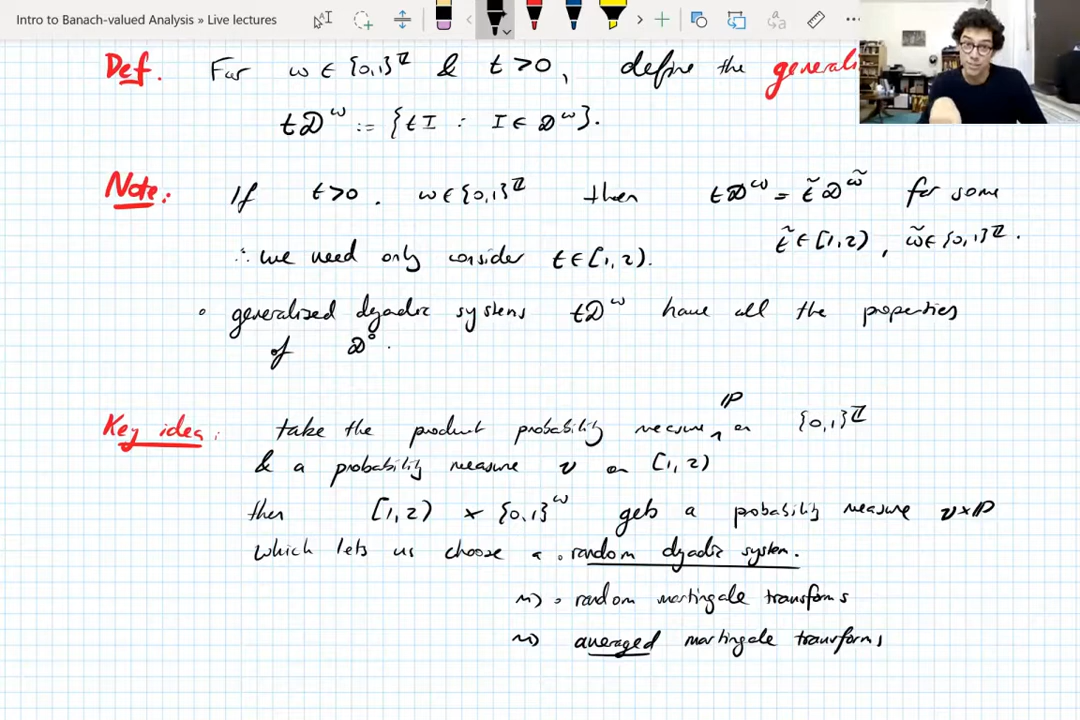 Intro to Banach-valued Analysis » Live lectures
Def. For ω ∈ {0,1}^ℤ & t > 0, define the
t𝒟^ω := {tI : I ∈ 𝒟^ω}.
Note: If t > 0. ω ∈ {0,1}^ℤ then t𝒟^ω = t̃𝒟^ω̃ for some
t̃ ∈ [1,2), ω̃ ∈ {0,1}^ℤ.
∴ we need only consider t ∈ [1,2).
• generalized dyadic systems t𝒟^ω have all the properties
of 𝒟⁰.
Key idea: take the product probability measure ℙ on {0,1}^ℤ
& a probability measure ν on [1,2)
then [1,2) × {0,1}^ω gets a probability measure ν×ℙ
which lets us choose a random dyadic system.
⇝ random martingale transforms
⇝ averaged martingale transforms